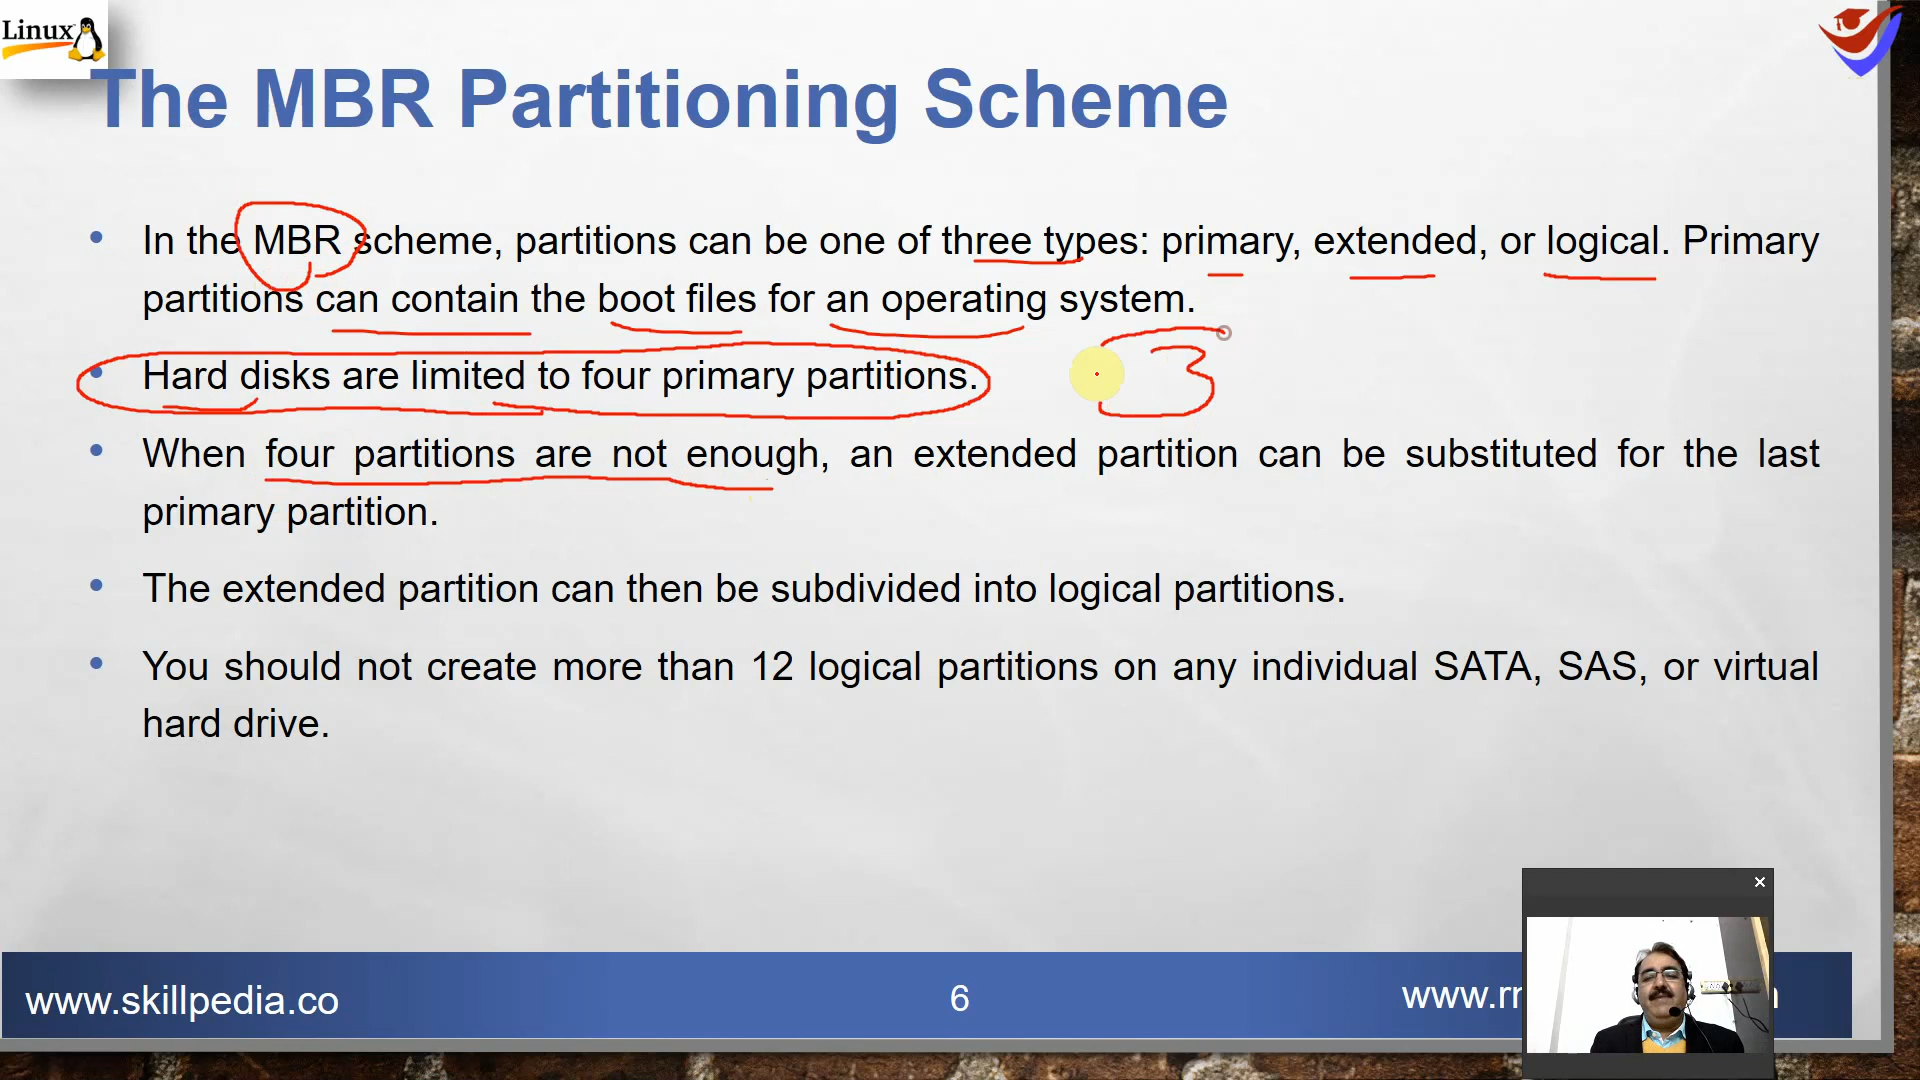 Linux
The MBR Partitioning Scheme
• In the MBR scheme, partitions can be one of three types: primary, extended, or logical. Primary
partitions can contain the boot files for an operating system.
• Hard disks are limited to four primary partitions.
3
• When four partitions are not enough, an extended partition can be substituted for the last
primary partition.
• The extended partition can then be subdivided into logical partitions.
• You should not create more than 12 logical partitions on any individual SATA, SAS, or virtual
hard drive.
www.skillpedia.co
6